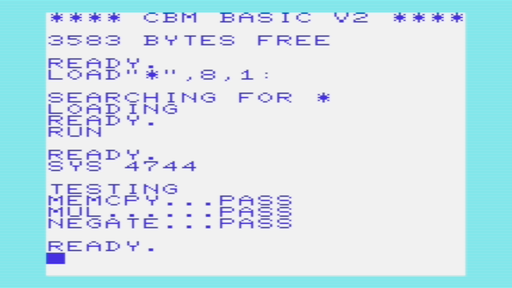 **** CBM BASIC V2 ****
3583 BYTES FREE
READY.
LOAD"*",8,1:
SEARCHING FOR *
LOADING
READY.
RUN
READY.
SYS 4744
TESTING
MEMCPY...PASS
MUL......PASS
NEGATE...PASS
READY.